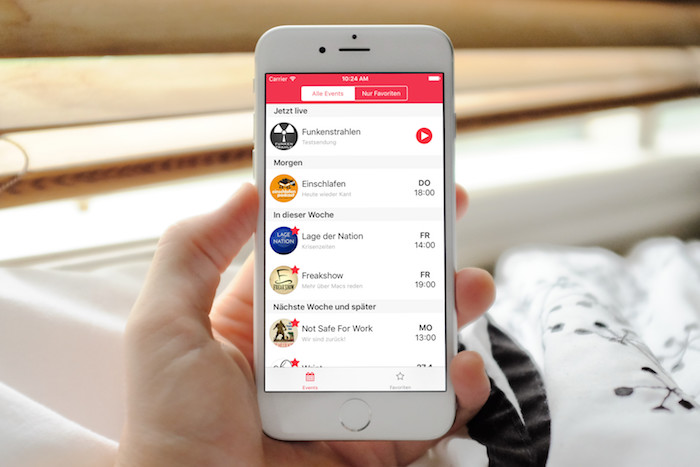 Carrier 10:24 AM
Alle Events Nur Favoriten
Jetzt live
FUNKEN
Funkenstrahlen
Testsendung
Morgen
Einschlafen
Heute wieder Kant
DO
18:00
In dieser Woche
LAGE
NATION
Lage der Nation
Krisenzeiten
FR
14:00
FREAKSHOW
Freakshow
Mehr über Macs reden
FR
19:00
Nächste Woche und später
Not Safe For Work
Wir sind zurück!
MO
13:00
Events
Favoriten